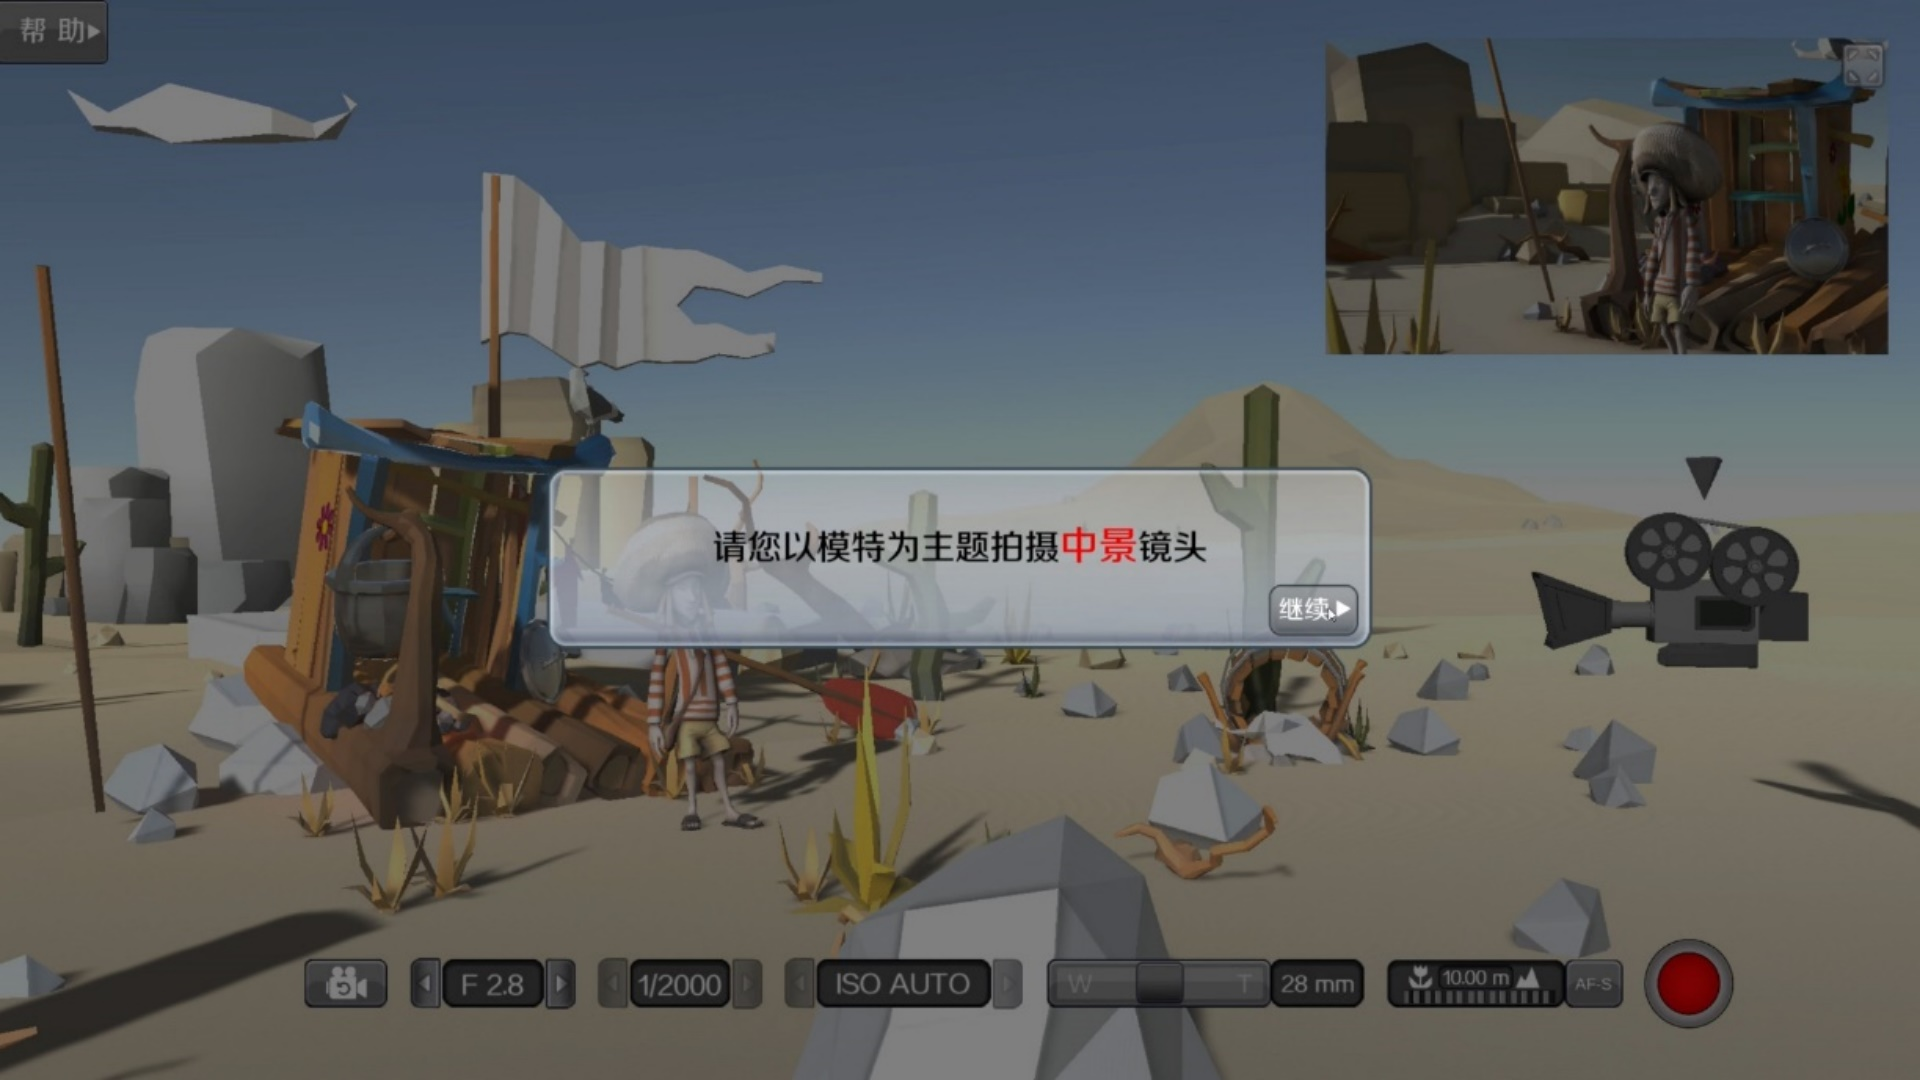 帮 助
请您以模特为主题拍摄中景镜头
继续
F 2.8
1/2000
ISO AUTO
W T
28 mm
10.00 m
AF-S